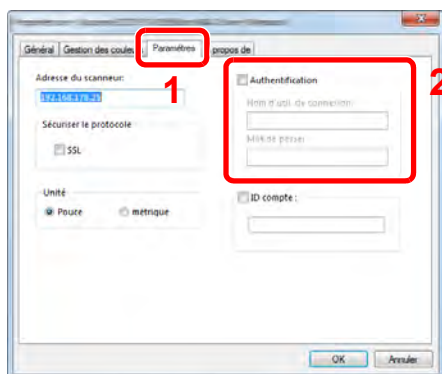 Général Gestion des couleu Paramètres propos de
1
2
Adresse du scanneur:
192.168.178.25
Sécuriser le protocole
SSL
Unité
Pouce métrique
Authentification
Nom d'util. de connexion:
Mot de passe:
ID compte :
OK Annuler